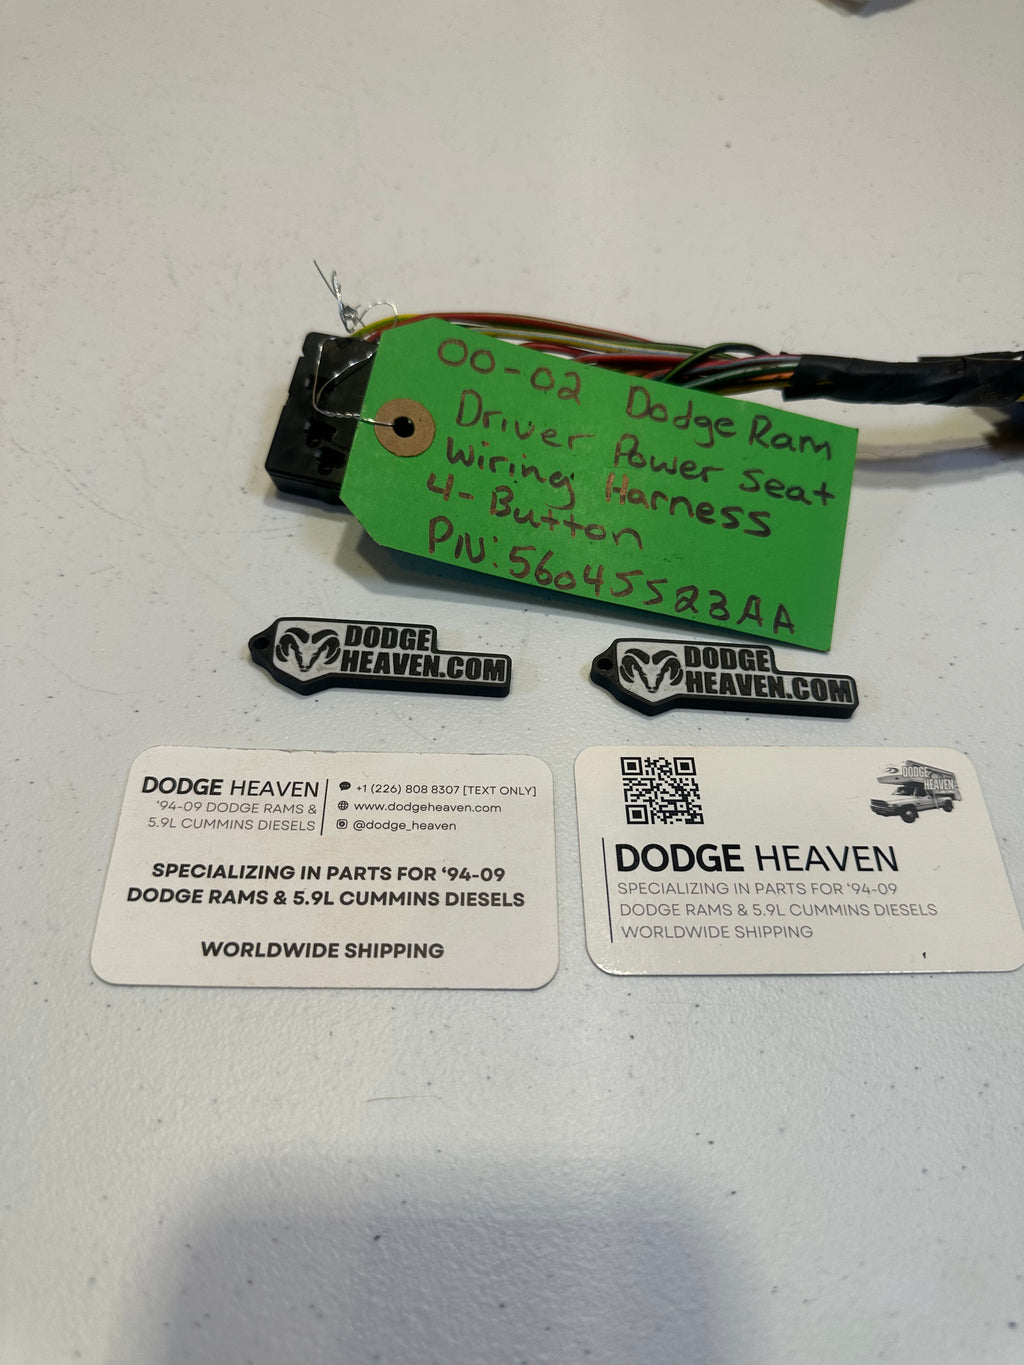 00-02 Dodge Ram
Driver Power Seat
Wiring Harness
4-Button
PN:56045523AA
DODGE
HEAVEN.COM
DODGE
HEAVEN.COM
DODGE HEAVEN
'94-09 DODGE RAMS &
5.9L CUMMINS DIESELS
+1 (226) 808 8307 [TEXT ONLY]
www.dodgeheaven.com
@dodge_heaven
SPECIALIZING IN PARTS FOR ‘94-09
DODGE RAMS & 5.9L CUMMINS DIESELS
WORLDWIDE SHIPPING
DODGE
HEAVEN
DODGE HEAVEN
SPECIALIZING IN PARTS FOR ‘94-09
DODGE RAMS & 5.9L CUMMINS DIESELS
WORLDWIDE SHIPPING